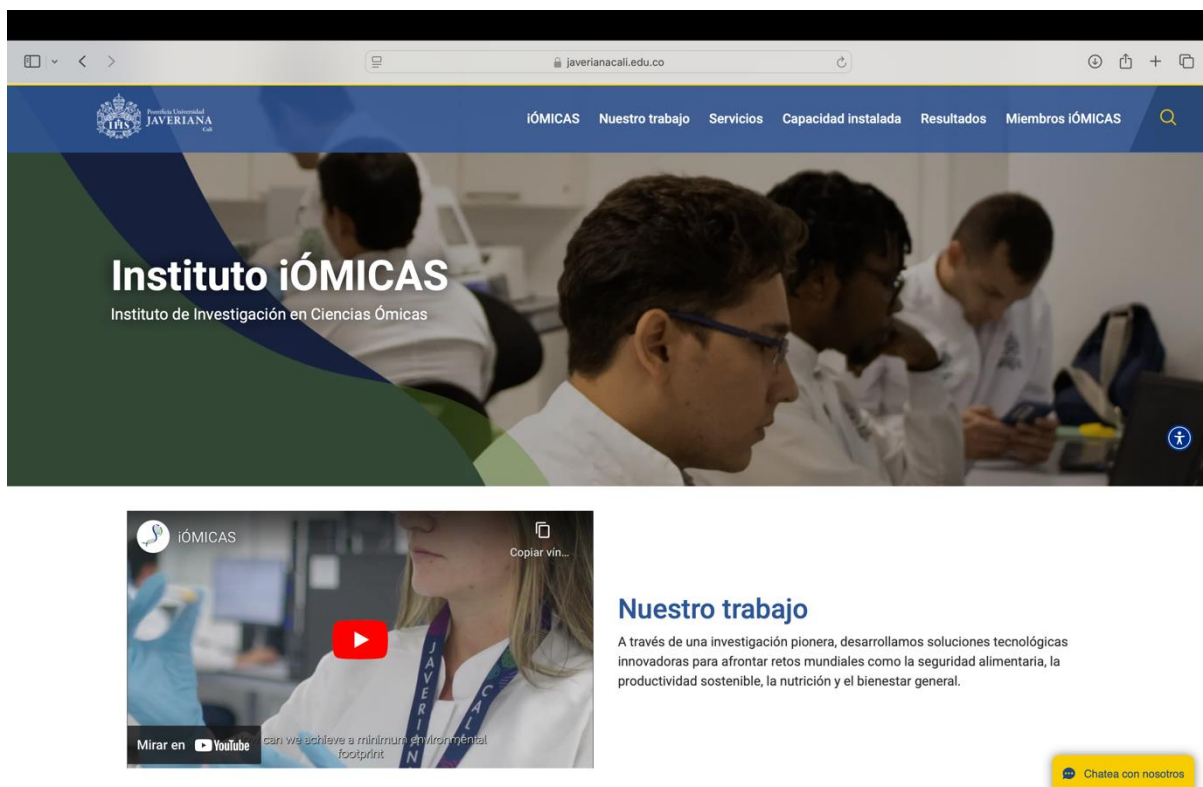 javerianacali.edu.co
Pontificia Universidad
JAVERIANA
Cali
iÓMICAS Nuestro trabajo Servicios Capacidad instalada Resultados Miembros iÓMICAS
Instituto iÓMICAS
Instituto de Investigación en Ciencias Ómicas
iÓMICAS
Copiar vín...
JAVERI
CAL
can we achieve a minimum environmental
footprint
Mirar en YouTube
Nuestro trabajo
A través de una investigación pionera, desarrollamos soluciones tecnológicas
innovadoras para afrontar retos mundiales como la seguridad alimentaria, la
productividad sostenible, la nutrición y el bienestar general.
Chatea con nosotros